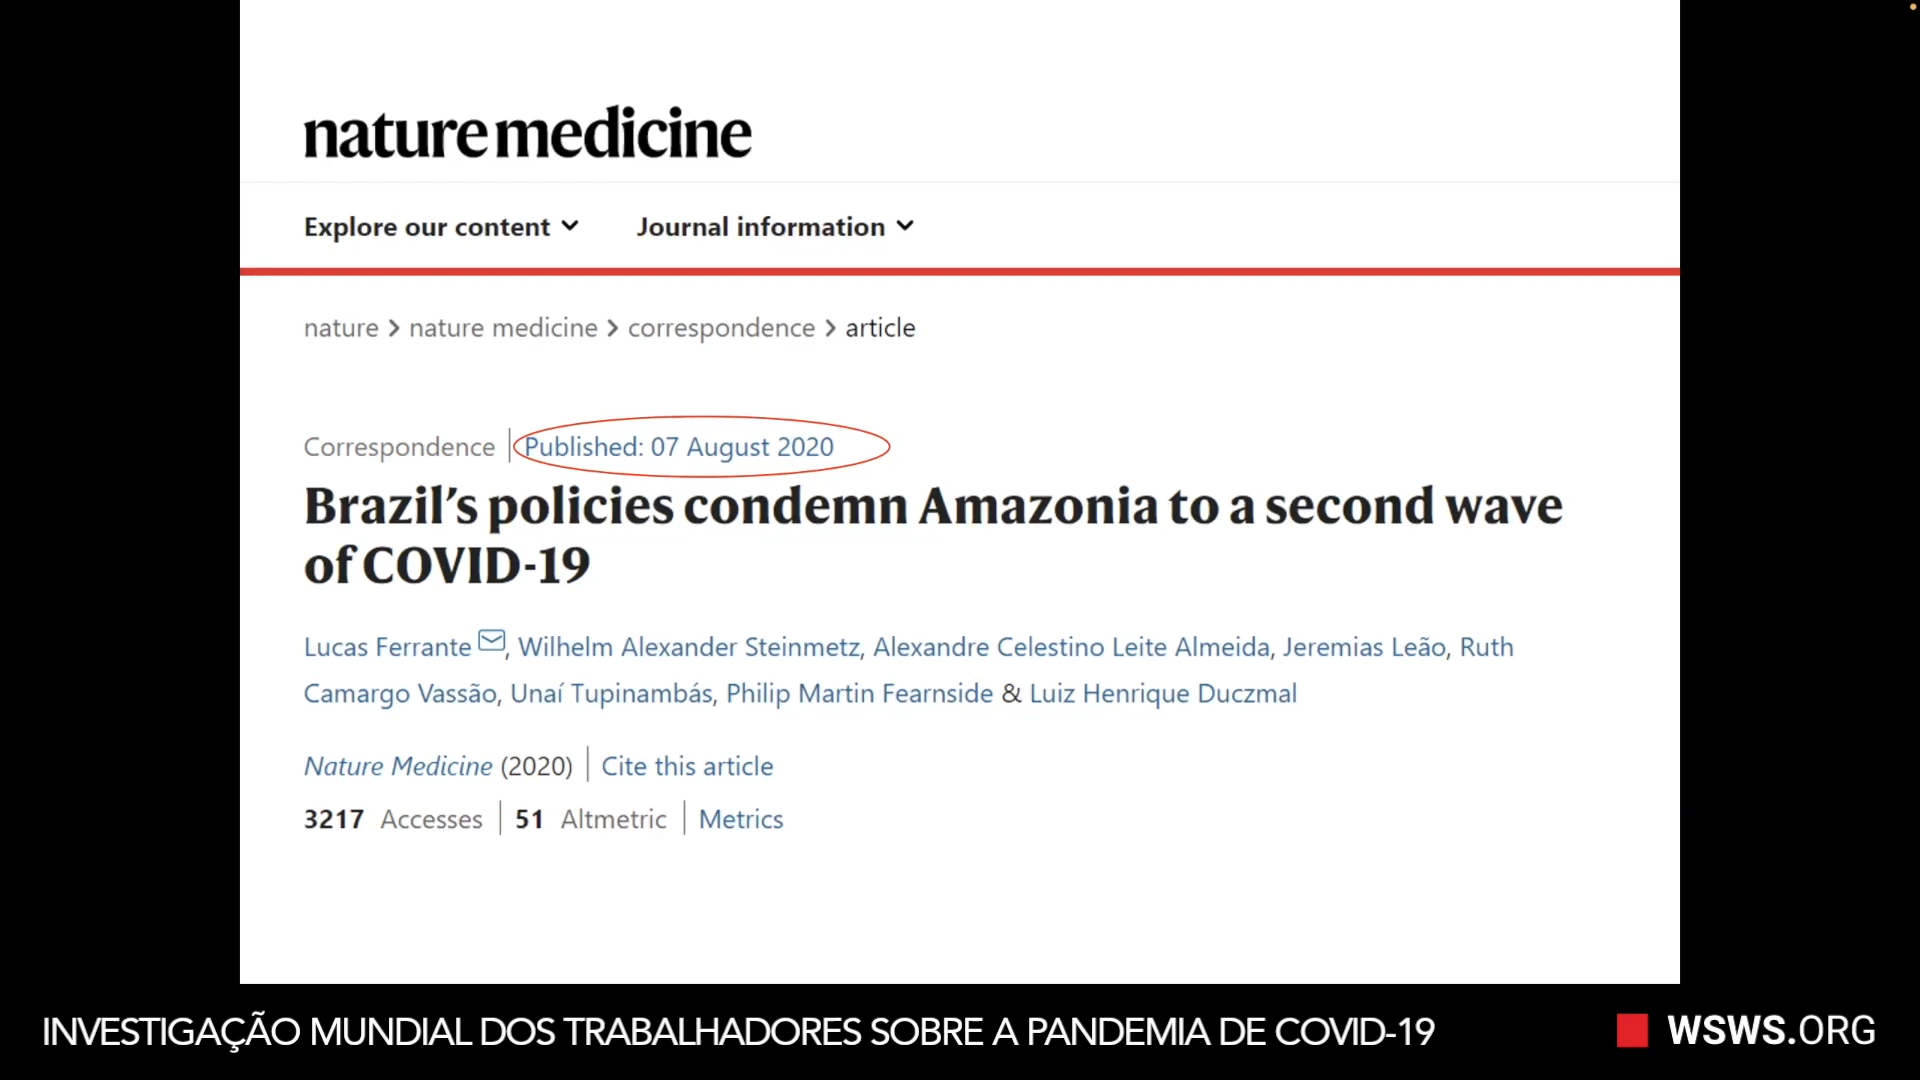 nature medicine
Explore our content Journal information
nature > nature medicine > correspondence > article
Correspondence | Published: 07 August 2020
Brazil’s policies condemn Amazonia to a second wave
of COVID-19
Lucas Ferrante, Wilhelm Alexander Steinmetz, Alexandre Celestino Leite Almeida, Jeremias Leão, Ruth
Camargo Vassão, Unaí Tupinambás, Philip Martin Fearnside & Luiz Henrique Duczmal
Nature Medicine (2020) | Cite this article
3217 Accesses | 51 Altmetric | Metrics
INVESTIGAÇÃO MUNDIAL DOS TRABALHADORES SOBRE A PANDEMIA DE COVID-19
WSWS.ORG